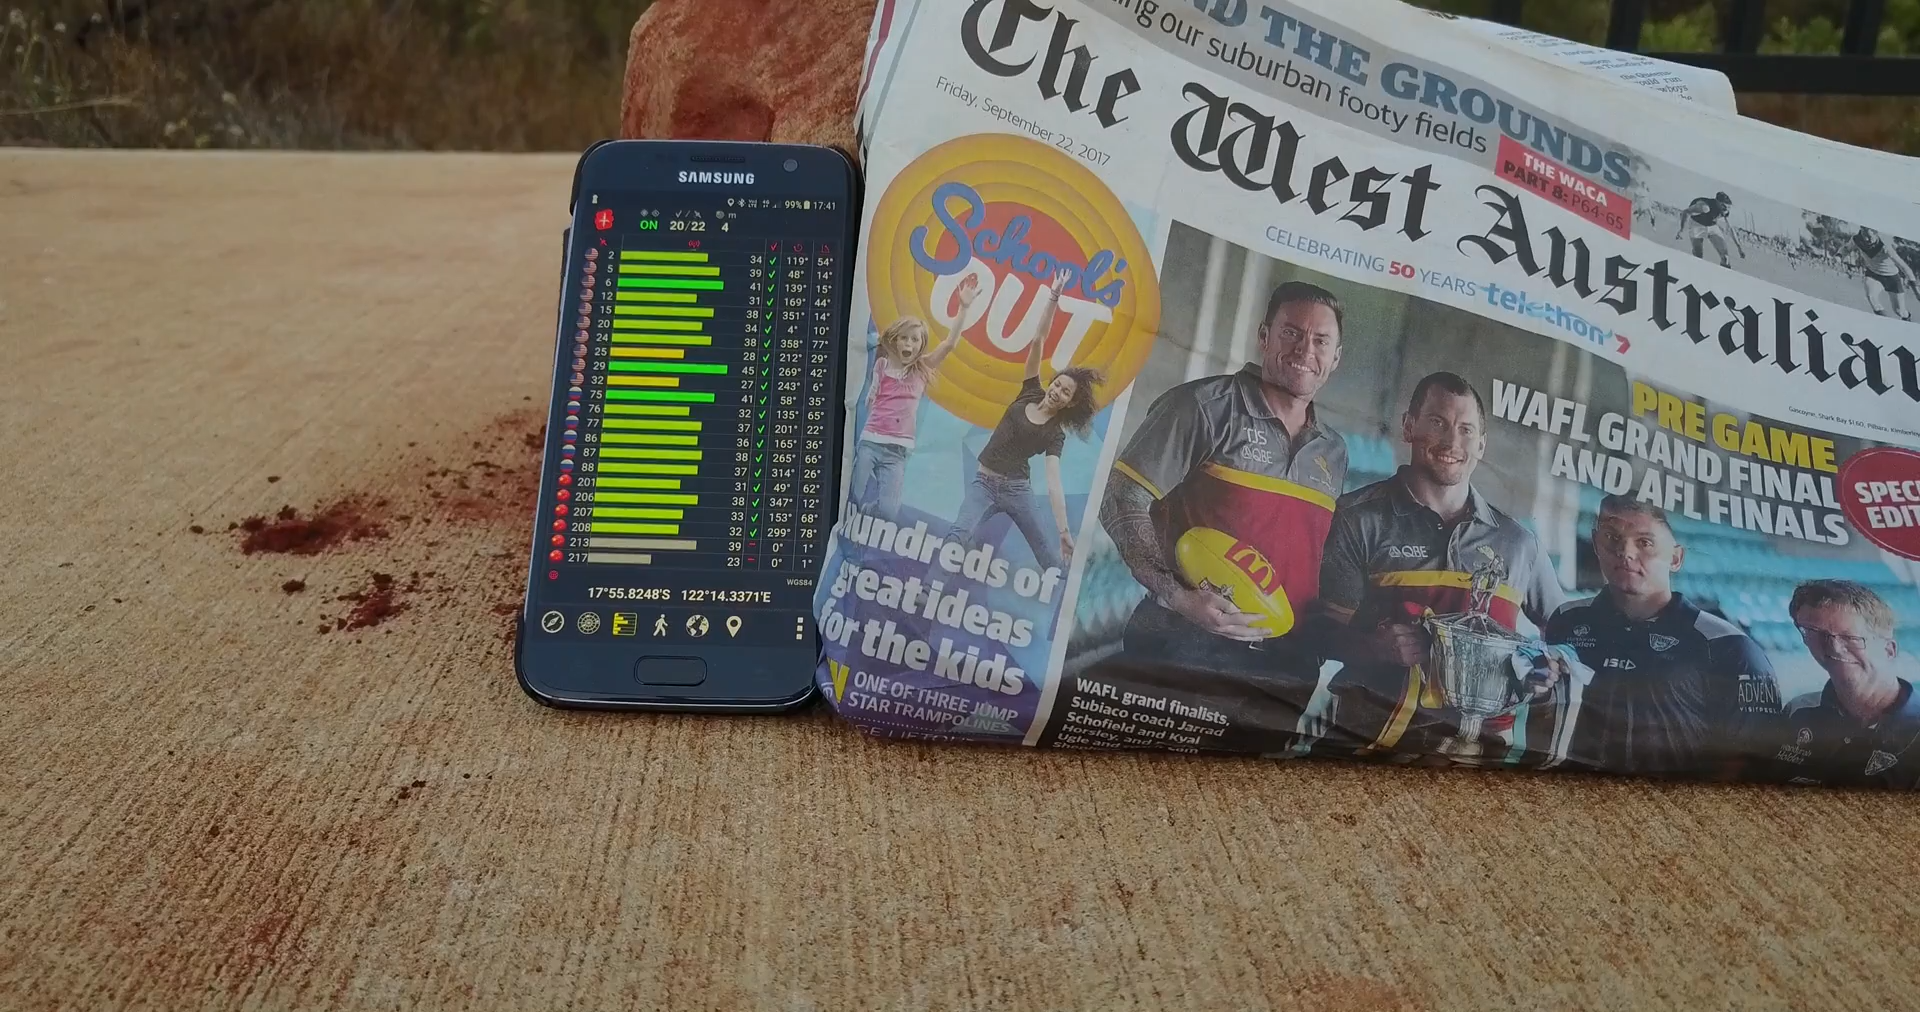 SAMSUNG
99% 17:41
ON 20/22 4
m
2 34 ✓ 119° 54°
5 39 ✓ 48° 14°
6 41 ✓ 139° 15°
12 31 ✓ 169° 44°
15 38 ✓ 351° 14°
20 34 ✓ 4° 10°
24 38 ✓ 358° 77°
25 28 ✓ 212° 29°
29 45 ✓ 269° 42°
32 27 ✓ 243° 6°
75 41 ✓ 58° 35°
76 32 ✓ 135° 65°
77 37 ✓ 201° 22°
86 36 ✓ 165° 36°
87 38 ✓ 265° 66°
88 37 ✓ 314° 26°
201 31 ✓ 49° 62°
206 38 ✓ 347° 12°
207 33 ✓ 153° 68°
208 32 ✓ 299° 78°
213 39 – 0° 1°
217 23 – 0° 1°
WGS84
17°55.8248'S 122°14.3371'E
THE GROUNDS
our suburban footy fields
THE WACA
PART 8: P64-65
The West Australian
Friday, September 22, 2017
CELEBRATING 50 YEARS telethon 7
School's
OUT
Hundreds of
great ideas
for the kids
ONE OF THREE JUMP
STAR TRAMPOLINES
PRE GAME
WAFL GRAND FINAL
AND AFL FINALS
TJS
QBE
QBE
ISC
WAFL grand finalists,
Subiaco coach Jarrad
Schofield and Kyal
Horsley, and
Ugle and